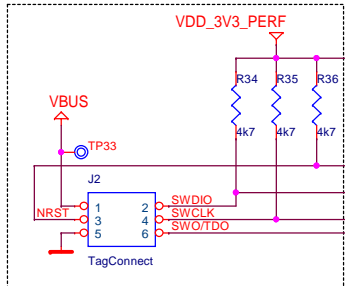 VDD_3V3_PERF
R34 R35 R36
VBUS
4k7 4k7 4k7
TP33
J2
SWDIO
1 2
NRST SWCLK
3 4
SWO/TDO
5 6
TagConnect